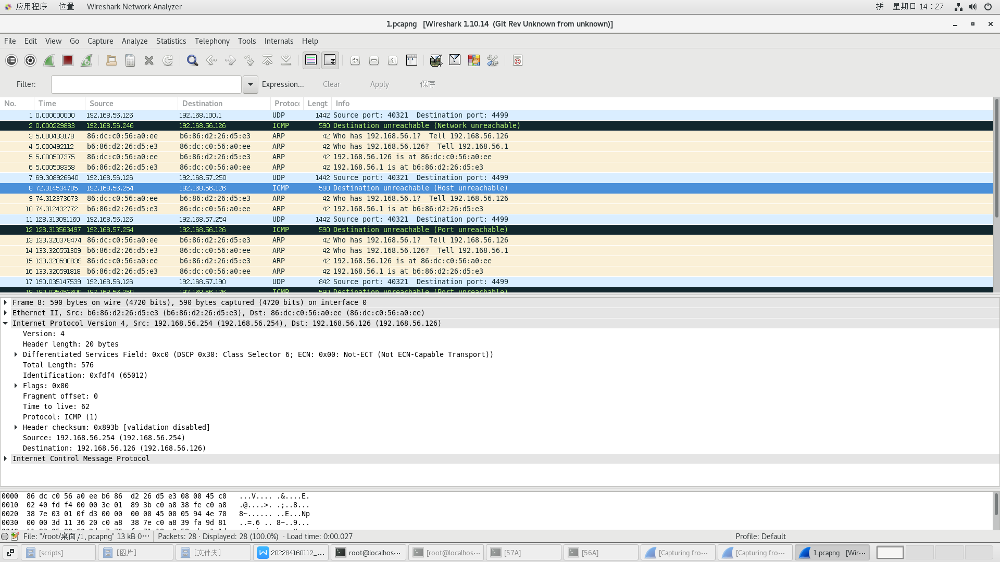 应用程序 位置 Wireshark Network Analyzer 拼 星期日 14：27
1.pcapng [Wireshark 1.10.14 (Git Rev Unknown from unknown)]
File Edit View Go Capture Analyze Statistics Telephony Tools Internals Help
Filter: Expression... Clear Apply 保存
No. Time Source Destination Protoc Lengt Info
1 0.000000000 192.168.56.126 192.168.100.1 UDP 1442 Source port: 40321 Destination port: 4499
2 0.000229883 192.168.56.246 192.168.56.126 ICMP 590 Destination unreachable (Network unreachable)
3 5.000433178 86:dc:c0:56:a0:ee b6:86:d2:26:d5:e3 ARP 42 Who has 192.168.56.1? Tell 192.168.56.126
4 5.000492112 b6:86:d2:26:d5:e3 86:dc:c0:56:a0:ee ARP 42 Who has 192.168.56.126? Tell 192.168.56.1
5 5.000507375 86:dc:c0:56:a0:ee b6:86:d2:26:d5:e3 ARP 42 192.168.56.126 is at 86:dc:c0:56:a0:ee
6 5.000508358 b6:86:d2:26:d5:e3 86:dc:c0:56:a0:ee ARP 42 192.168.56.1 is at b6:86:d2:26:d5:e3
7 69.308926640 192.168.56.126 192.168.57.250 UDP 1442 Source port: 40321 Destination port: 4499
8 72.314534705 192.168.56.254 192.168.56.126 ICMP 590 Destination unreachable (Host unreachable)
9 74.312373673 86:dc:c0:56:a0:ee b6:86:d2:26:d5:e3 ARP 42 Who has 192.168.56.1? Tell 192.168.56.126
10 74.312432772 b6:86:d2:26:d5:e3 86:dc:c0:56:a0:ee ARP 42 192.168.56.1 is at b6:86:d2:26:d5:e3
11 128.313091160 192.168.56.126 192.168.57.254 UDP 1442 Source port: 40321 Destination port: 4499
12 128.313563497 192.168.57.254 192.168.56.126 ICMP 590 Destination unreachable (Port unreachable)
13 133.320378474 86:dc:c0:56:a0:ee b6:86:d2:26:d5:e3 ARP 42 Who has 192.168.56.1? Tell 192.168.56.126
14 133.320551309 b6:86:d2:26:d5:e3 86:dc:c0:56:a0:ee ARP 42 Who has 192.168.56.126? Tell 192.168.56.1
15 133.320590839 86:dc:c0:56:a0:ee b6:86:d2:26:d5:e3 ARP 42 192.168.56.126 is at 86:dc:c0:56:a0:ee
16 133.320591818 b6:86:d2:26:d5:e3 86:dc:c0:56:a0:ee ARP 42 192.168.56.1 is at b6:86:d2:26:d5:e3
17 190.035147539 192.168.56.126 192.168.57.190 UDP 842 Source port: 40321 Destination port: 4499
Frame 8: 590 bytes on wire (4720 bits), 590 bytes captured (4720 bits) on interface 0
Ethernet II, Src: b6:86:d2:26:d5:e3 (b6:86:d2:26:d5:e3), Dst: 86:dc:c0:56:a0:ee (86:dc:c0:56:a0:ee)
Internet Protocol Version 4, Src: 192.168.56.254 (192.168.56.254), Dst: 192.168.56.126 (192.168.56.126)
Version: 4
Header length: 20 bytes
Differentiated Services Field: 0xc0 (DSCP 0x30: Class Selector 6; ECN: 0x00: Not-ECT (Not ECN-Capable Transport))
Total Length: 576
Identification: 0xfdf4 (65012)
Flags: 0x00
Fragment offset: 0
Time to live: 62
Protocol: ICMP (1)
Header checksum: 0x893b [validation disabled]
Source: 192.168.56.254 (192.168.56.254)
Destination: 192.168.56.126 (192.168.56.126)
Internet Control Message Protocol
0000 86 dc c0 56 a0 ee b6 86 d2 26 d5 e3 08 00 45 c0 ...V.... .&....E.
0010 02 40 fd f4 00 00 3e 01 89 3b c0 a8 38 fe c0 a8 .@....>. .;..8...
0020 38 7e 03 01 0f d3 00 00 00 00 45 00 05 94 4e 70 8~...... ..E...Np
0030 00 00 3d 11 36 20 c0 a8 38 7e c0 a8 39 fa 9d 81 ..=.6 .. 8~..9...
File: "/root/桌面/1.pcapng" 13 kB 0… Packets: 28 · Displayed: 28 (100.0%) · Load time: 0:00.027 Profile: Default
[scripts] [图片] [文件夹] 202284160112_... root@localhos… [root@localhos… [57A] [56A] [Capturing fro… [Capturing fro… 1.pcapng [Wir…